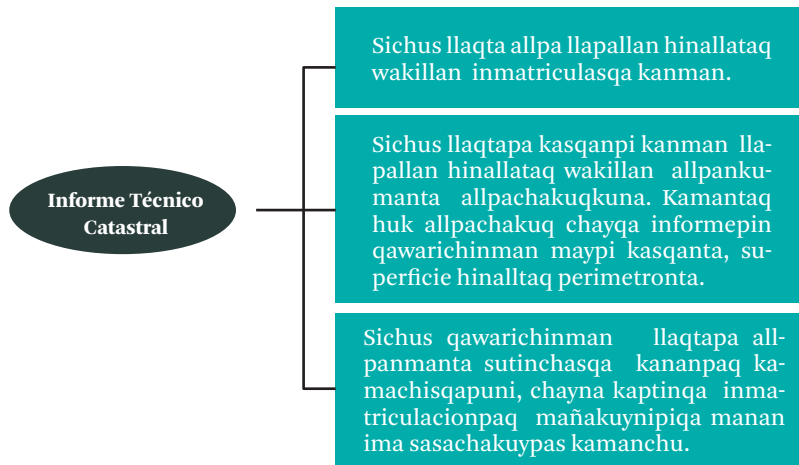 Informe Técnico
Catastral
Sichus llaqta allpa llapallan hinallataq
wakillan inmatriculasqa kanman.
Sichus llaqtapa kasqanpi kanman lla-
pallan hinallataq wakillan allpanku-
manta allpachakuqkuna. Kamantaq
huk allpachakuq chayqa informepin
qawarichinman maypi kasqanta, su-
perficie hinalltaq perimetronta.
Sichus qawarichinman llaqtapa all-
panmanta sutinchasqa kananpaq ka-
machisqapuni, chayna kaptinqa inma-
triculacionpaq mañakuynipiqa manan
ima sasachakuypas kamanchu.